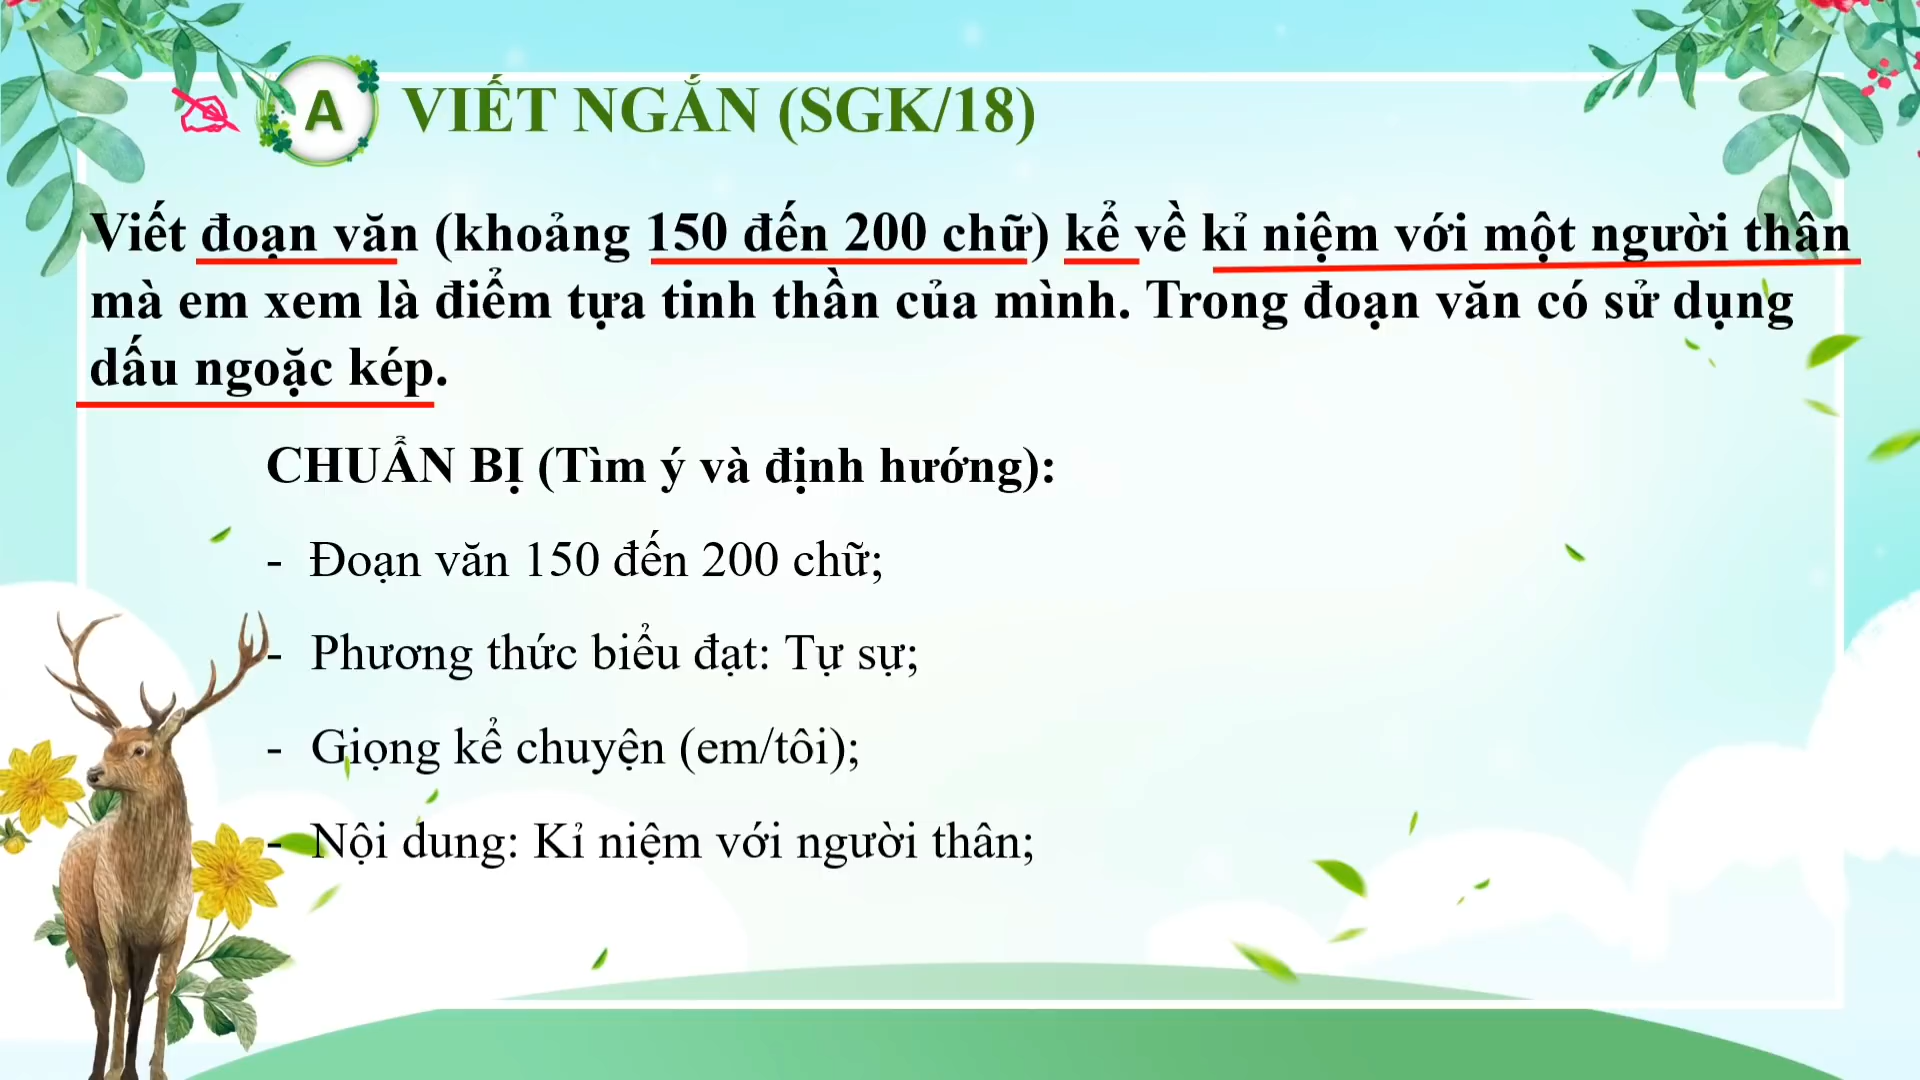 A
VIẾT NGẮN (SGK/18)
Viết đoạn văn (khoảng 150 đến 200 chữ) kể về kỉ niệm với một người thân
mà em xem là điểm tựa tinh thần của mình. Trong đoạn văn có sử dụng
dấu ngoặc kép.
CHUẨN BỊ (Tìm ý và định hướng):
- Đoạn văn 150 đến 200 chữ;
- Phương thức biểu đạt: Tự sự;
- Giọng kể chuyện (em/tôi);
- Nội dung: Kỉ niệm với người thân;